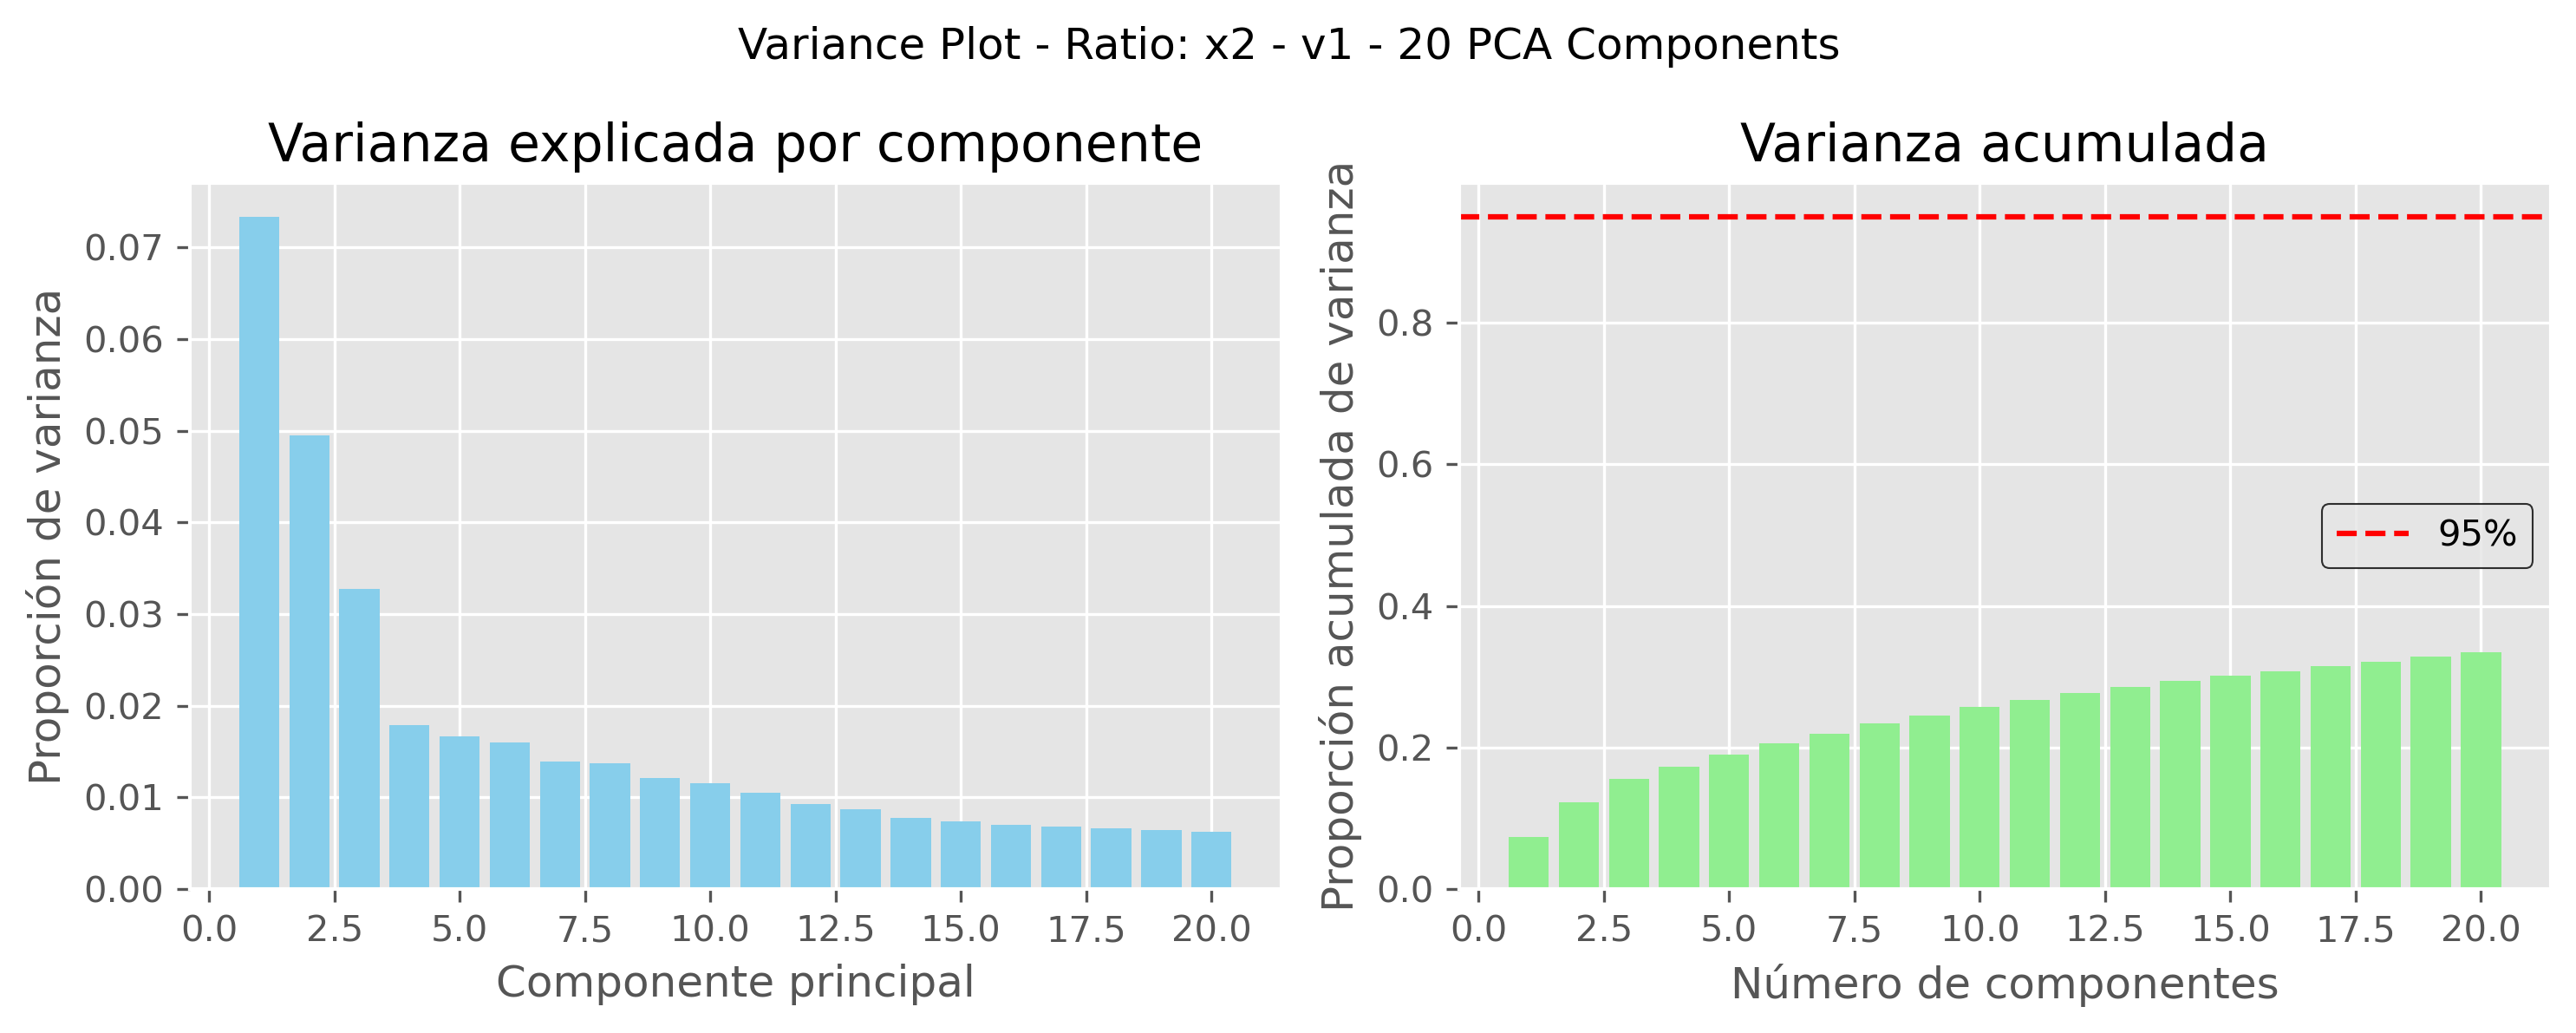 Variance Plot - Ratio: x2 - v1 - 20 PCA Components
Varianza explicada por componente
Proporción de varianza
0.07
0.06
0.05
0.04
0.03
0.02
0.01
0.00
0.0 2.5 5.0 7.5 10.0 12.5 15.0 17.5 20.0
Componente principal
Varianza acumulada
Proporción acumulada de varianza
0.8
0.6
0.4
0.2
0.0
95%
0.0 2.5 5.0 7.5 10.0 12.5 15.0 17.5 20.0
Número de componentes